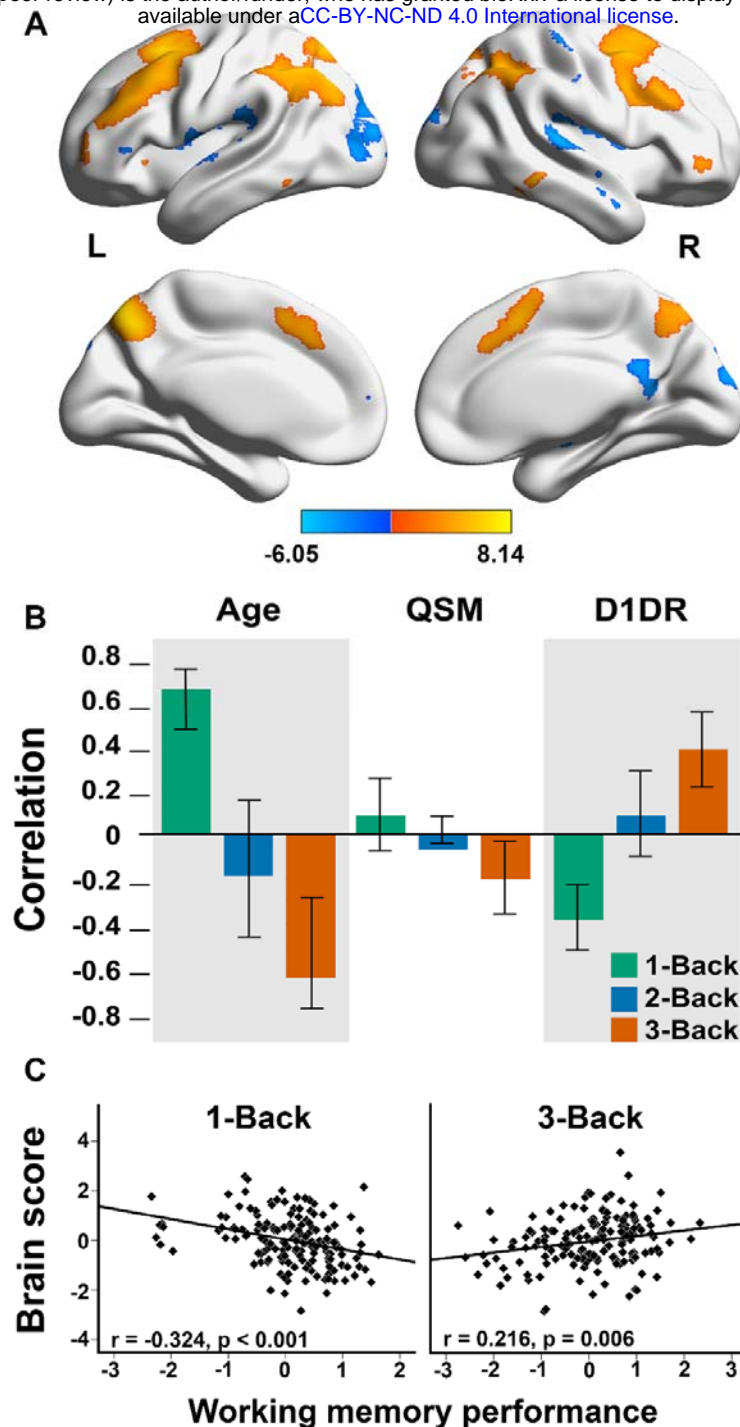 available under aCC-BY-NC-ND 4.0 International license.
A
L R
-6.05 8.14
B
Age QSM D1DR
Correlation
0.8
0.6
0.4
0.2
0
-0.2
-0.4
-0.6
-0.8
1-Back
2-Back
3-Back
C
1-Back 3-Back
Brain score
4
2
0
-2
-4
r = -0.324, p < 0.001 r = 0.216, p = 0.006
-3 -2 -1 0 1 2 -3 -2 -1 0 1 2 3
Working memory performance